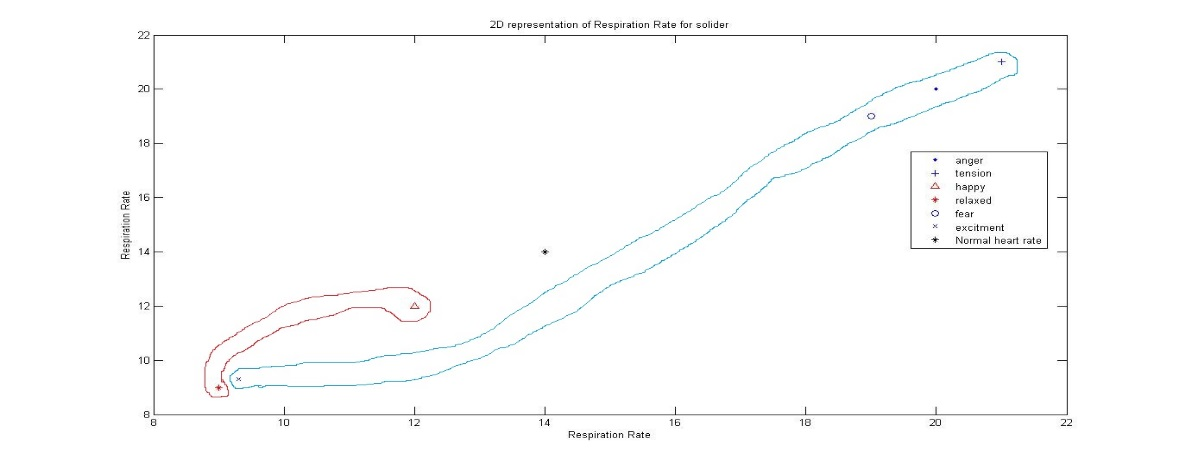 2D representation of Respiration Rate for solider
22
20
18
16
14
12
10
8
Respiration Rate
anger
tension
happy
relaxed
fear
excitment
Normal heart rate
8 10 12 14 16 18 20 22
Respiration Rate